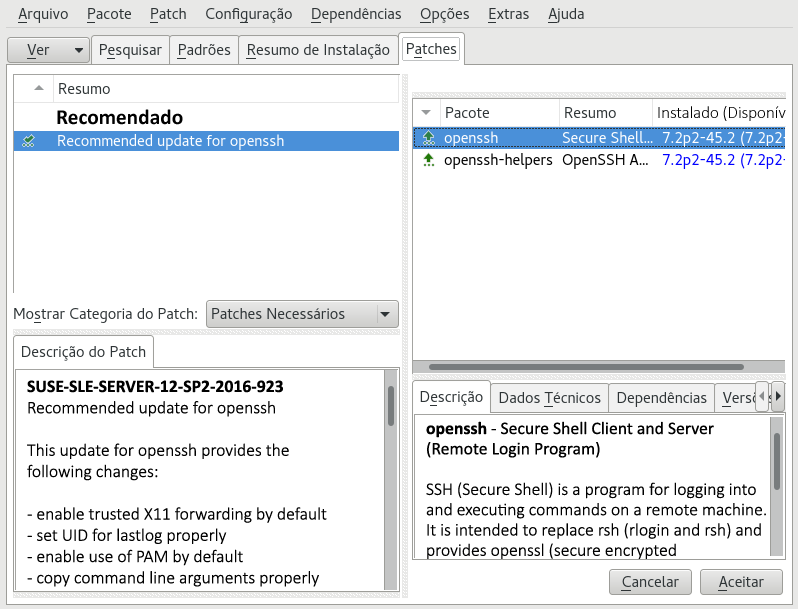 Arquivo Pacote Patch Configuração Dependências Opções Extras Ajuda
Ver Pesquisar Padrões Resumo de Instalação Patches
Resumo
Recomendado
Recommended update for openssh
Mostrar Categoria do Patch: Patches Necessários
Descrição do Patch
SUSE-SLE-SERVER-12-SP2-2016-923
Recommended update for openssh
This update for openssh provides the
following changes:
- enable trusted X11 forwarding by default
- set UID for lastlog properly
- enable use of PAM by default
- copy command line arguments properly
Pacote Resumo Instalado (Disponív
openssh Secure Shell... 7.2p2-45.2 (7.2p2-
openssh-helpers OpenSSH A... 7.2p2-45.2 (7.2p2-
Descrição Dados Técnicos Dependências
openssh - Secure Shell Client and Server
(Remote Login Program)
SSH (Secure Shell) is a program for logging into
and executing commands on a remote machine.
It is intended to replace rsh (rlogin and rsh) and
provides openssl (secure encrypted
Cancelar Aceitar